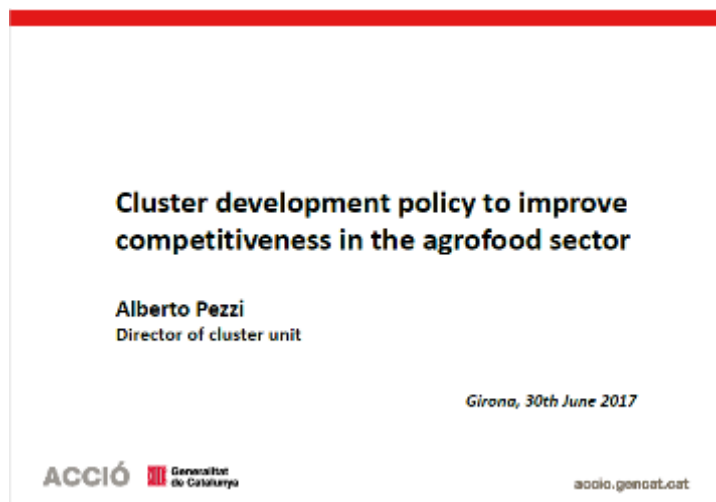 Cluster development policy to improve
competitiveness in the agrofood sector
Alberto Pezzi
Director of cluster unit
Girona, 30th June 2017
ACCIÓ
Generalitat
de Catalunya
accio.gencat.cat